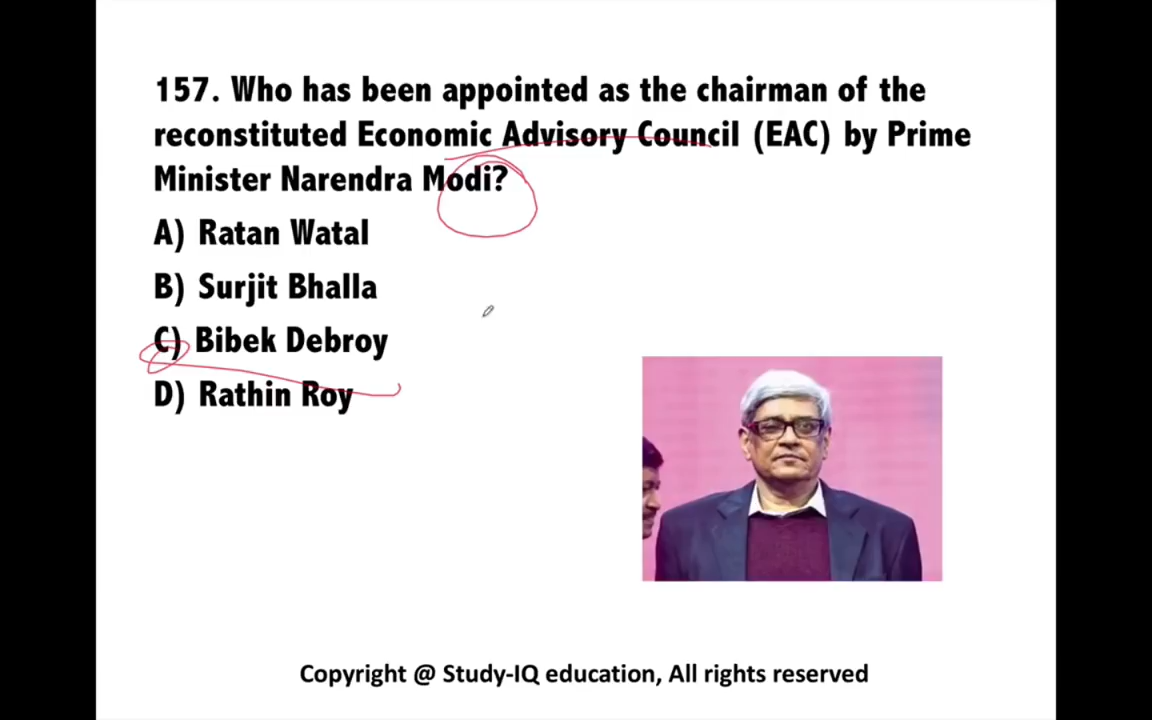 157. Who has been appointed as the chairman of the
reconstituted Economic Advisory Council (EAC) by Prime
Minister Narendra Modi?
A) Ratan Watal
B) Surjit Bhalla
C) Bibek Debroy
D) Rathin Roy
Copyright @ Study-IQ education, All rights reserved